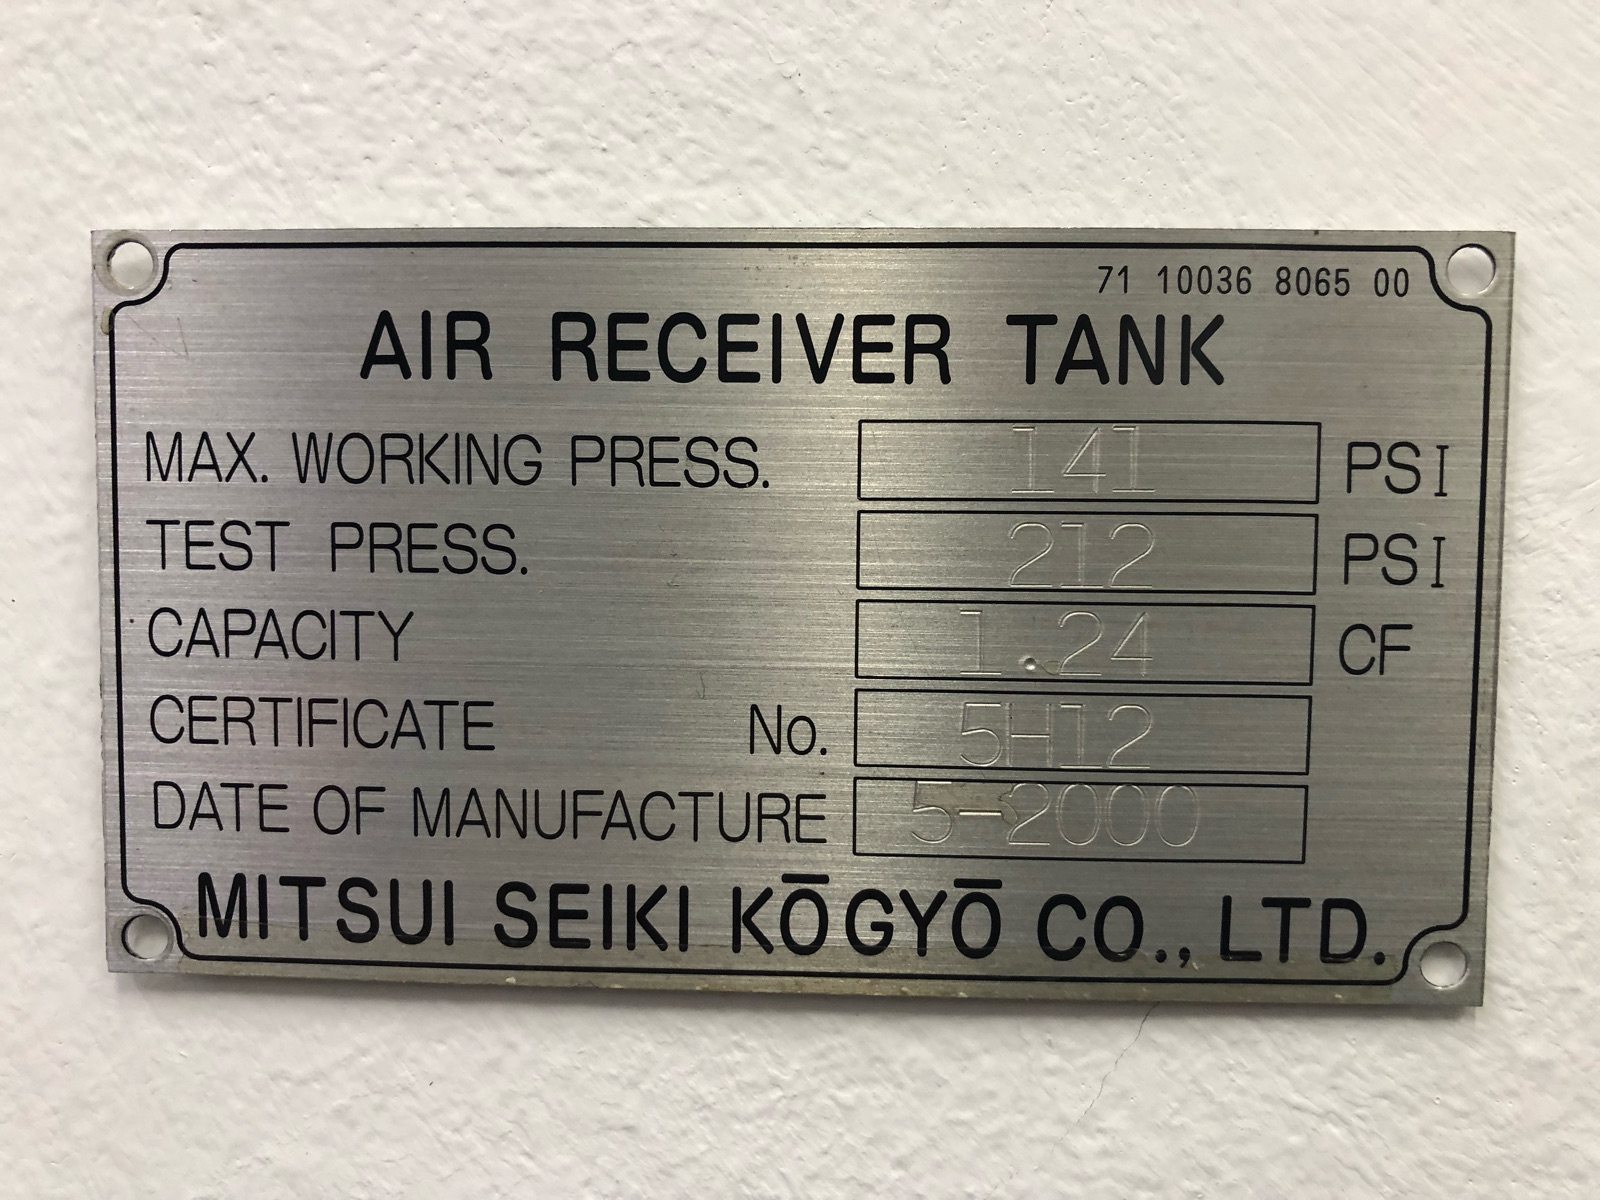 71 10036 8065 00
AIR RECEIVER TANK
MAX. WORKING PRESS. 141 PSI
TEST PRESS. 212 PSI
CAPACITY 1.24 CF
CERTIFICATE No. 5H12
DATE OF MANUFACTURE 5-2000
MITSUI SEIKI KŌGYŌ CO., LTD.